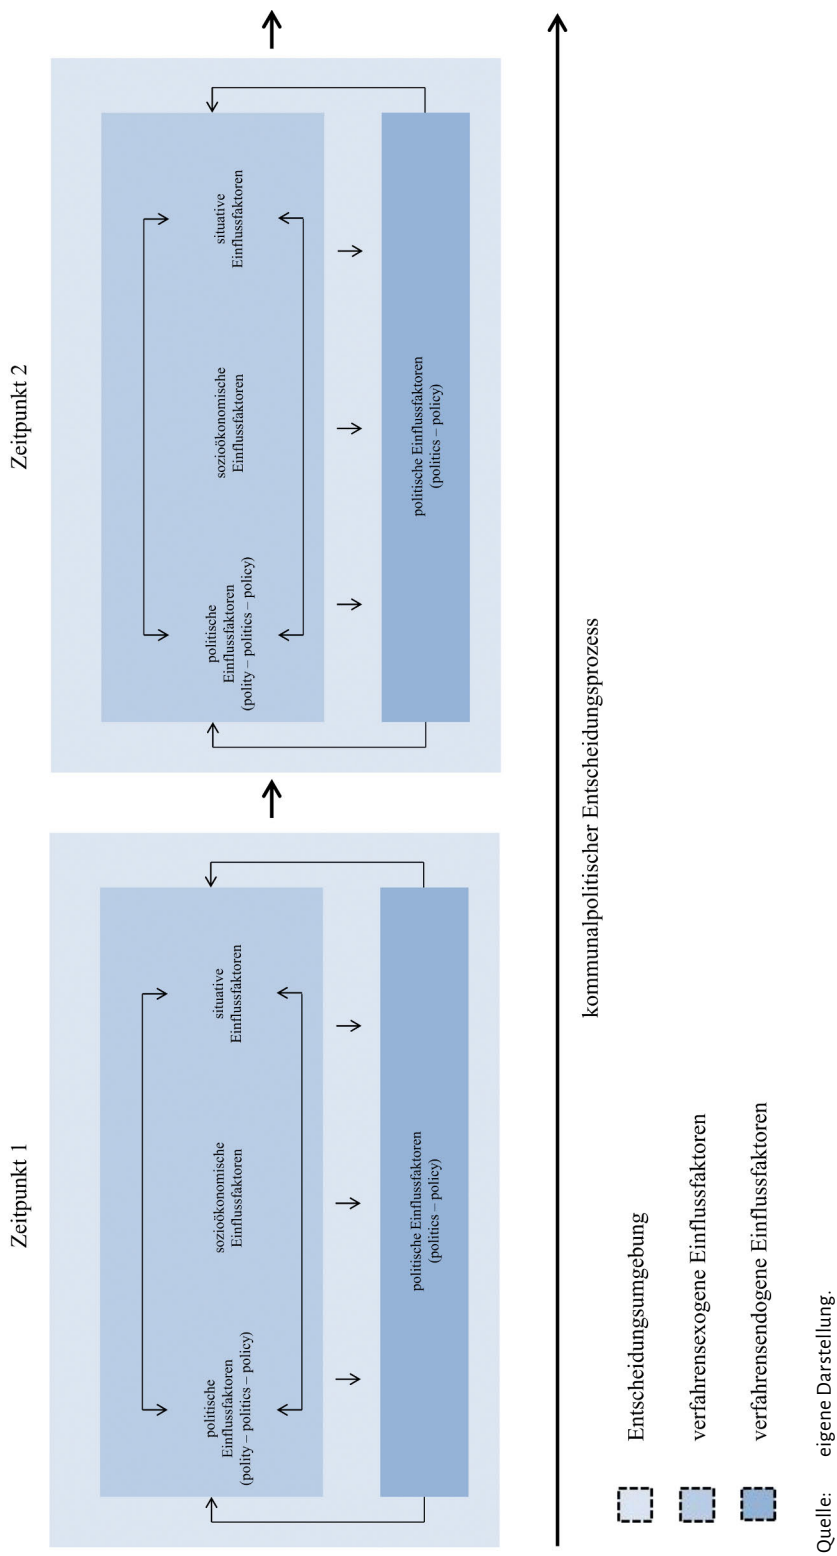 Zeitpunkt 1
Zeitpunkt 2
politische
Einflussfaktoren
(polity – politics – policy)
sozioökonomische
Einflussfaktoren
situative
Einflussfaktoren
politische Einflussfaktoren
(politics – policy)
politische
Einflussfaktoren
(polity – politics – policy)
sozioökonomische
Einflussfaktoren
situative
Einflussfaktoren
politische Einflussfaktoren
(politics – policy)
kommunalpolitischer Entscheidungsprozess
Entscheidungsumgebung
verfahrensexogene Einflussfaktoren
verfahrensendogene Einflussfaktoren
Quelle: eigene Darstellung.